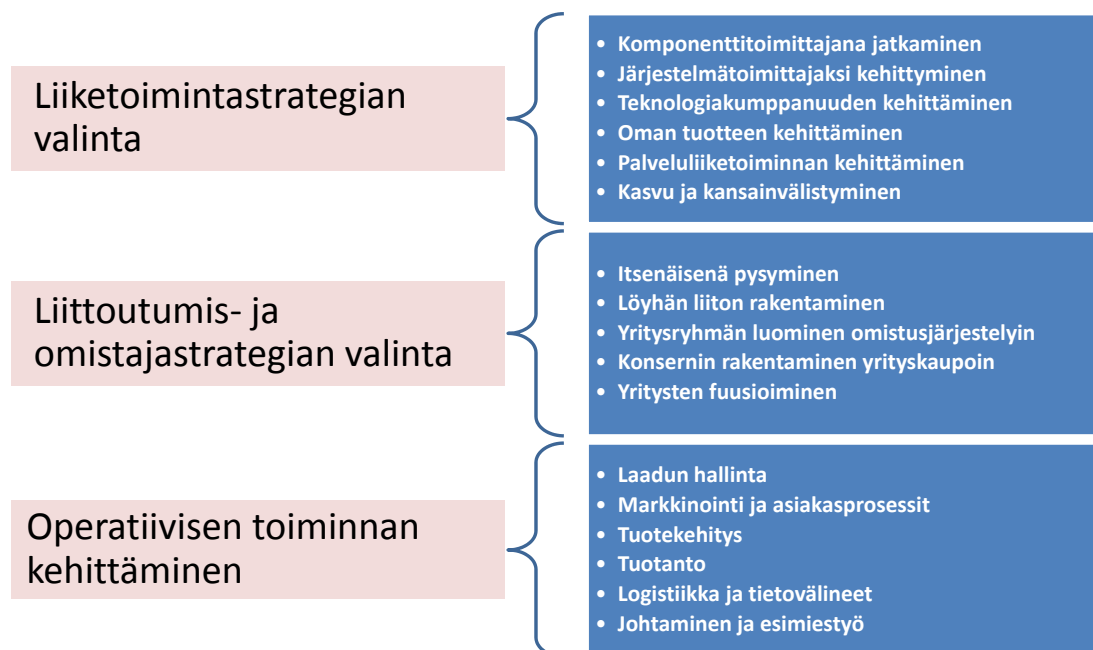 Liiketoimintastrategian
valinta
• Komponenttitoimittajana jatkaminen
• Järjestelmätoimittajaksi kehittyminen
• Teknologiakumppanuuden kehittäminen
• Oman tuotteen kehittäminen
• Palveluliiketoiminnan kehittäminen
• Kasvu ja kansainvälistyminen
Liittoutumis- ja
omistajastrategian valinta
• Itsenäisenä pysyminen
• Löyhän liiton rakentaminen
• Yritysryhmän luominen omistusjärjestelyin
• Konsernin rakentaminen yrityskaupoin
• Yritysten fuusioiminen
Operatiivisen toiminnan
kehittäminen
• Laadun hallinta
• Markkinointi ja asiakasprosessit
• Tuotekehitys
• Tuotanto
• Logistiikka ja tietovälineet
• Johtaminen ja esimiestyö